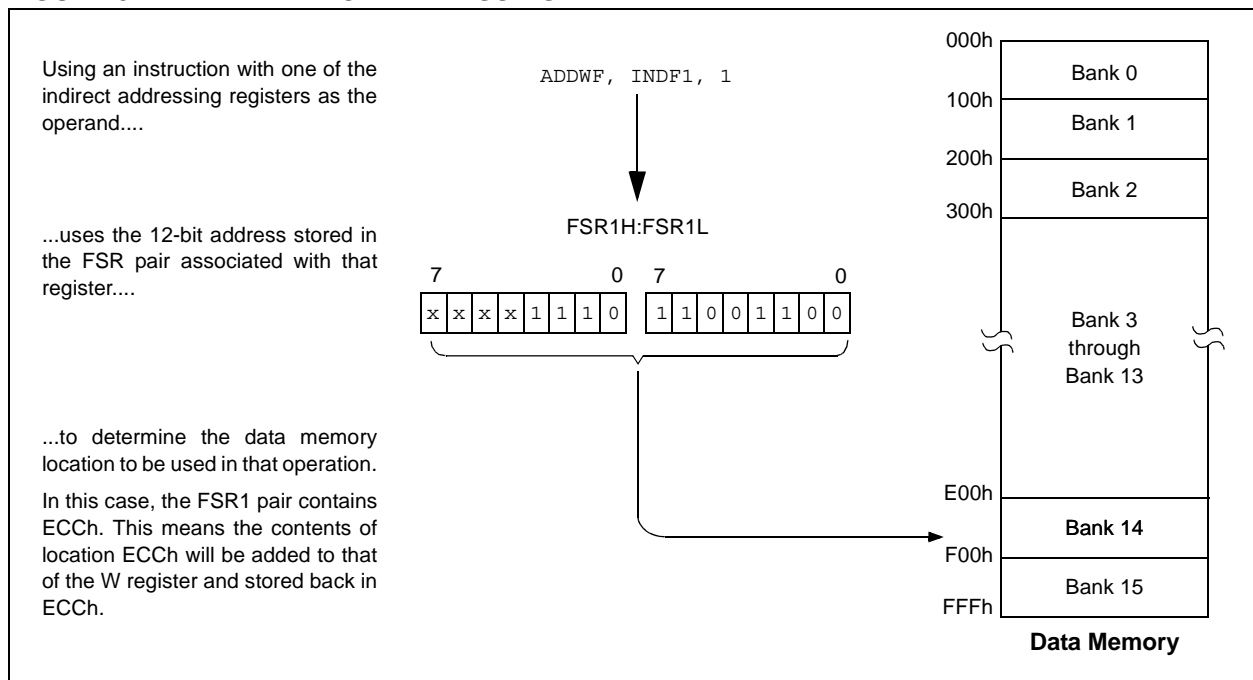 Using an instruction with one of the
indirect addressing registers as the
operand....
ADDWF, INDF1, 1
...uses the 12-bit address stored in
the FSR pair associated with that
register....
FSR1H:FSR1L
7 0 7 0
x x x x 1 1 1 0 1 1 0 0 1 1 0 0
...to determine the data memory
location to be used in that operation.
In this case, the FSR1 pair contains
ECCh. This means the contents of
location ECCh will be added to that
of the W register and stored back in
ECCh.
000h
Bank 0
100h
Bank 1
200h
Bank 2
300h
Bank 3
through
Bank 13
E00h
Bank 14
F00h
Bank 15
FFFh
Data Memory